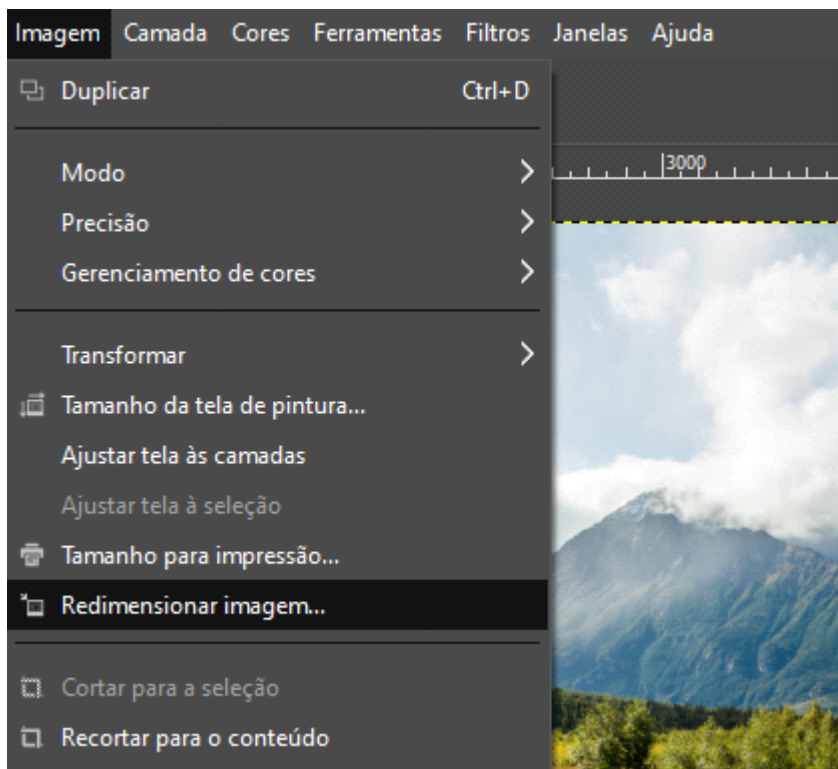 Imagem Camada Cores Ferramentas Filtros Janelas Ajuda
Duplicar Ctrl+D
3000
Modo
Precisão
Gerenciamento de cores
Transformar
Tamanho da tela de pintura...
Ajustar tela às camadas
Ajustar tela à seleção
Tamanho para impressão...
Redimensionar imagem...
Cortar para a seleção
Recortar para o conteúdo